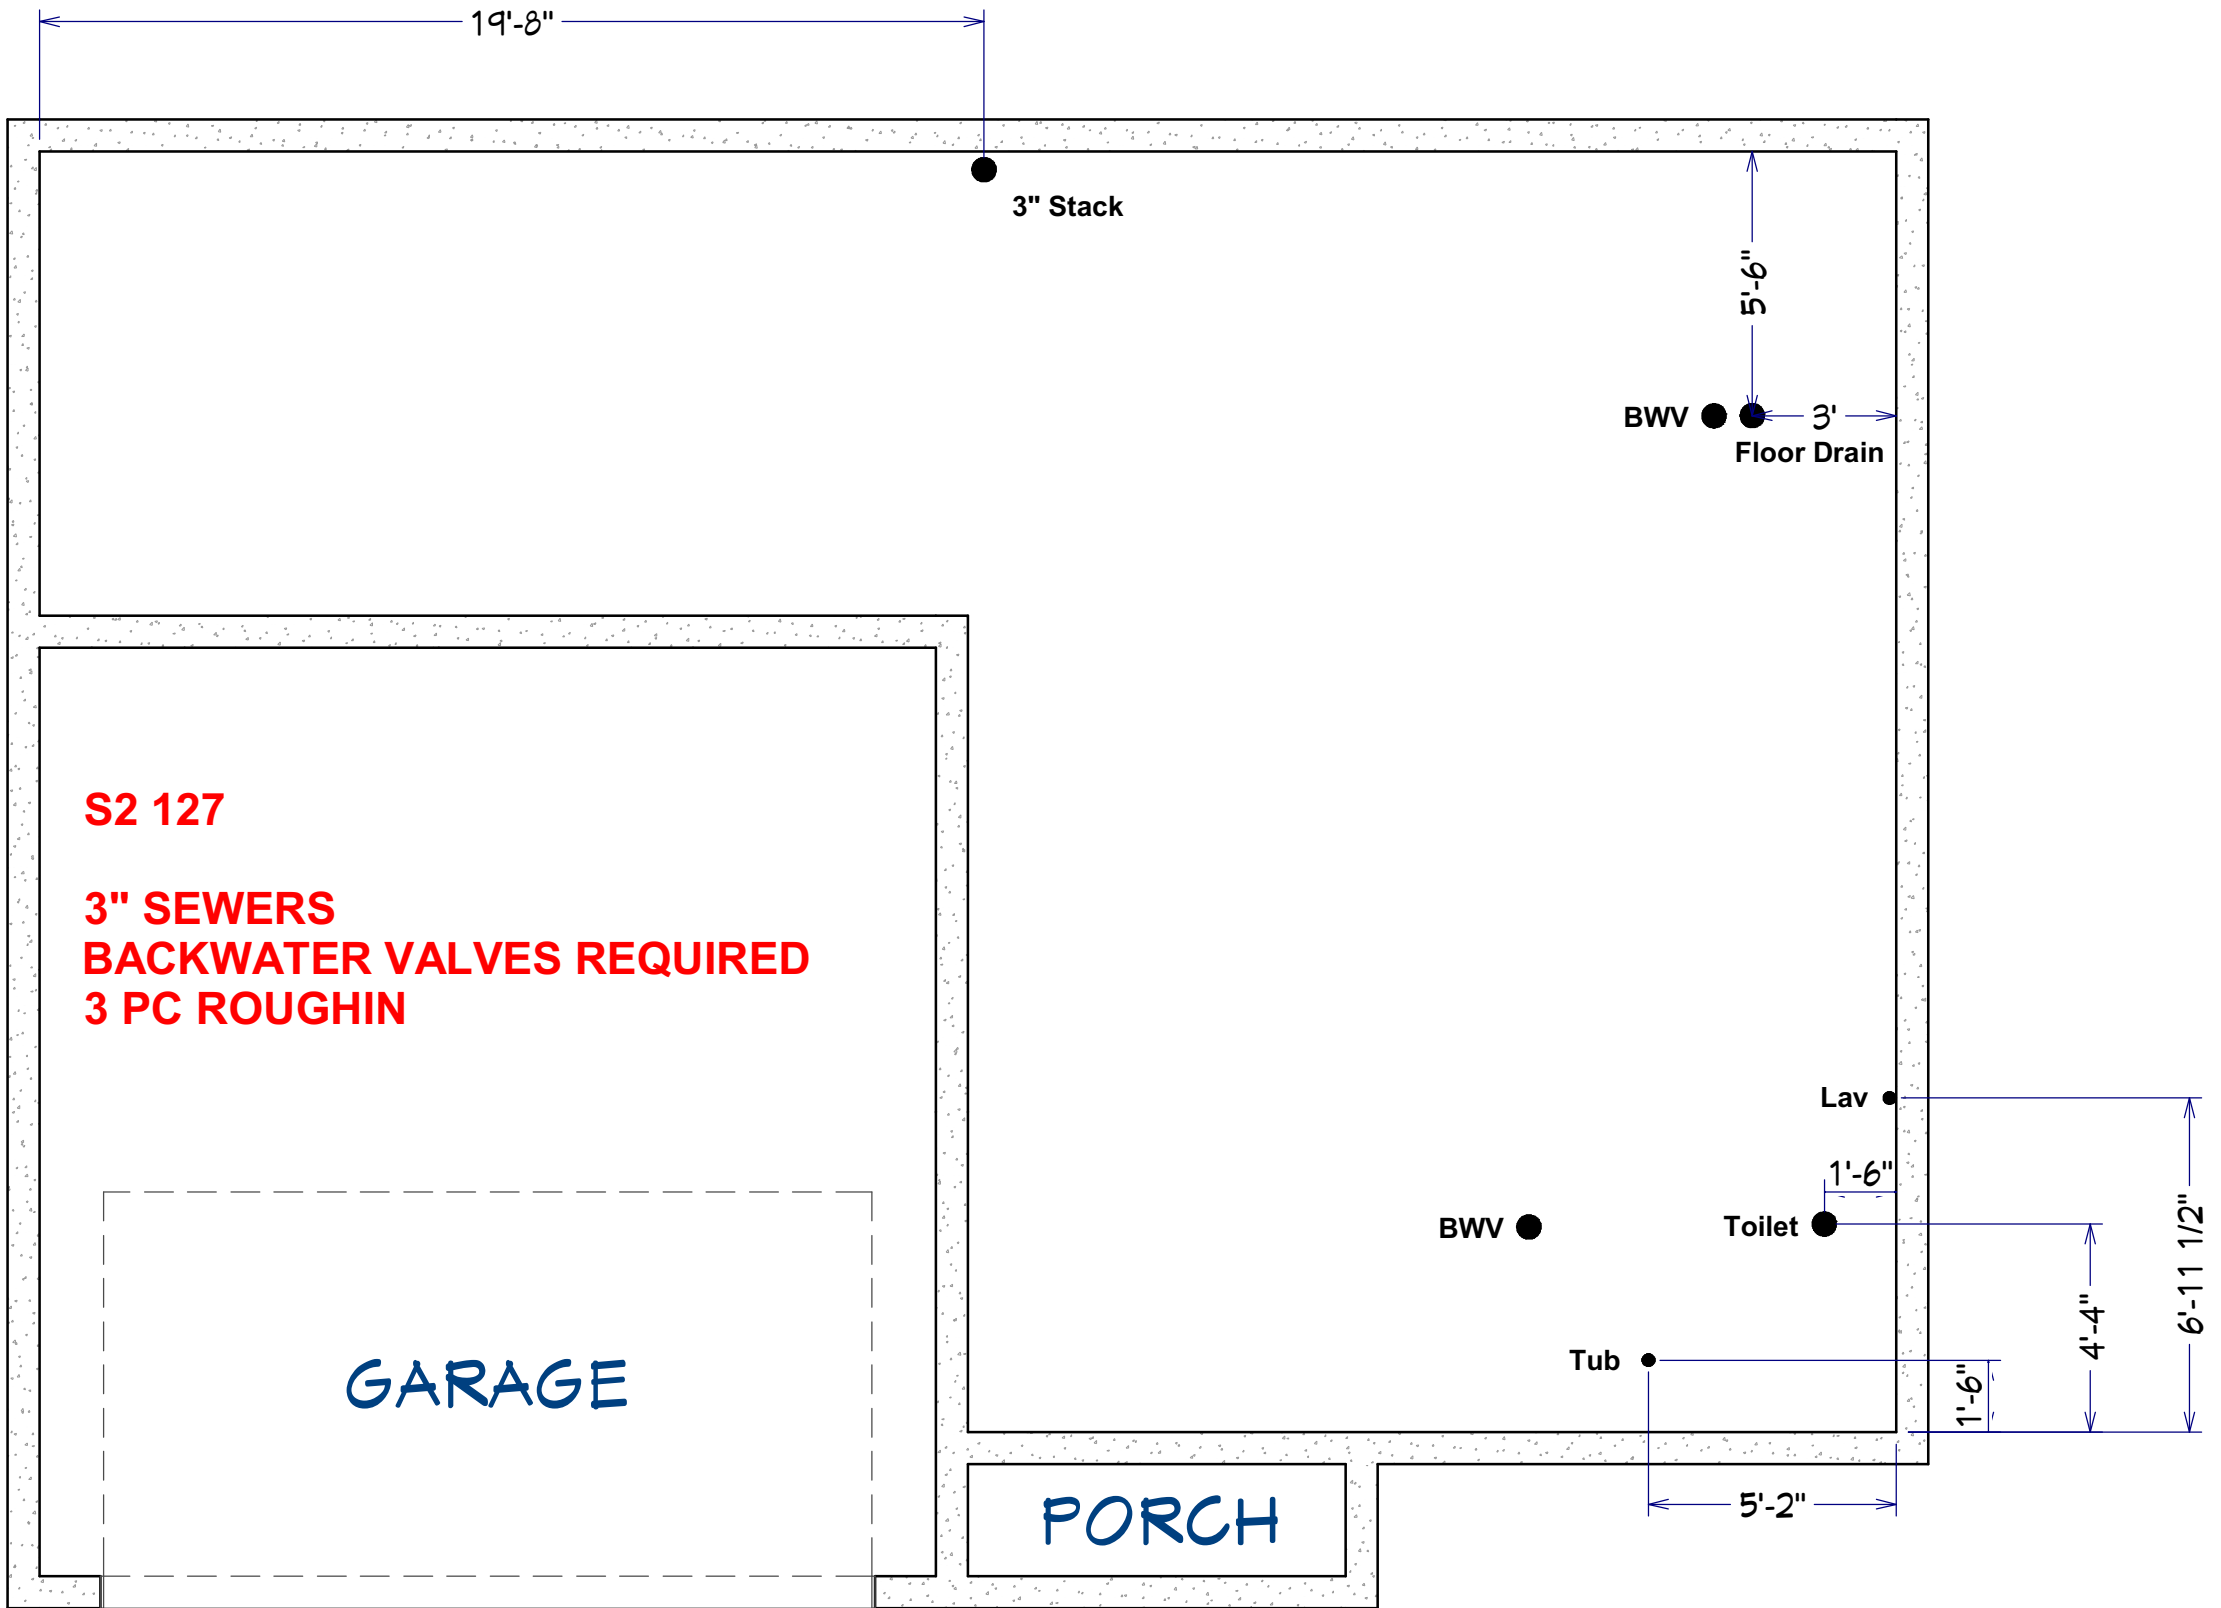 19'-8"
3" Stack
5'-6"
BWV
3'
Floor Drain
S2 127
3" SEWERS
BACKWATER VALVES REQUIRED
3 PC ROUGHIN
Lav
1'-6"
BWV
Toilet
6'-11 1/2"
4'-4"
Tub
1'-6"
GARAGE
5'-2"
PORCH